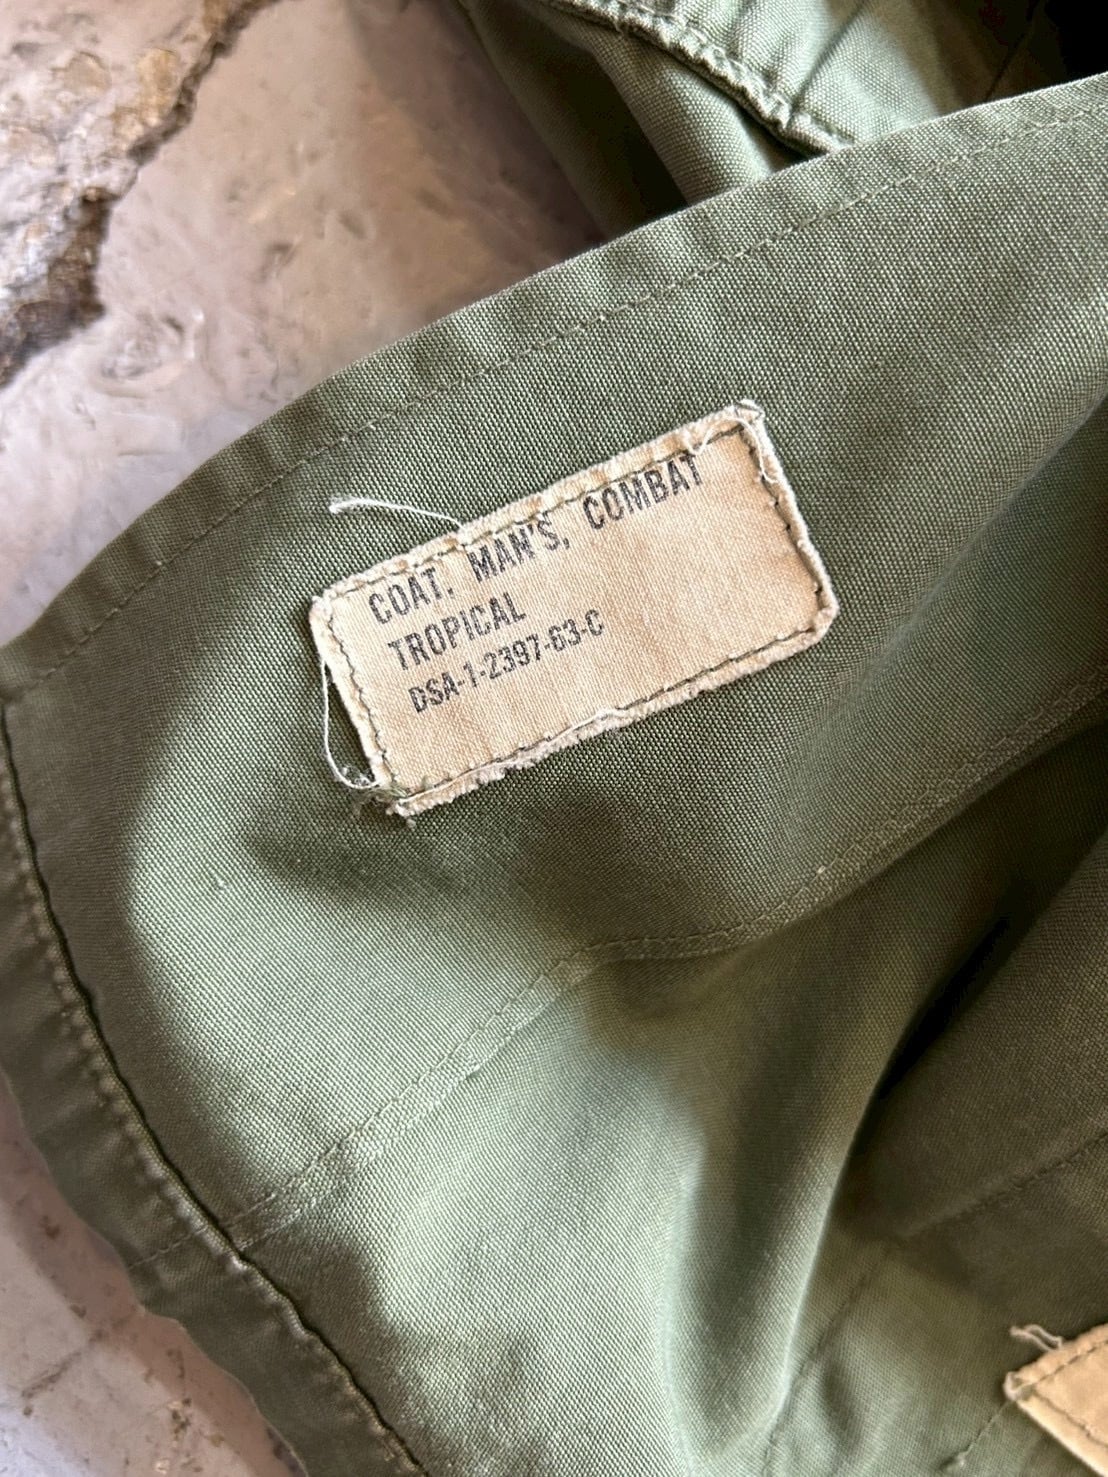 COAT, MAN'S, COMBAT
TROPICAL
DSA-1-2397-63-C